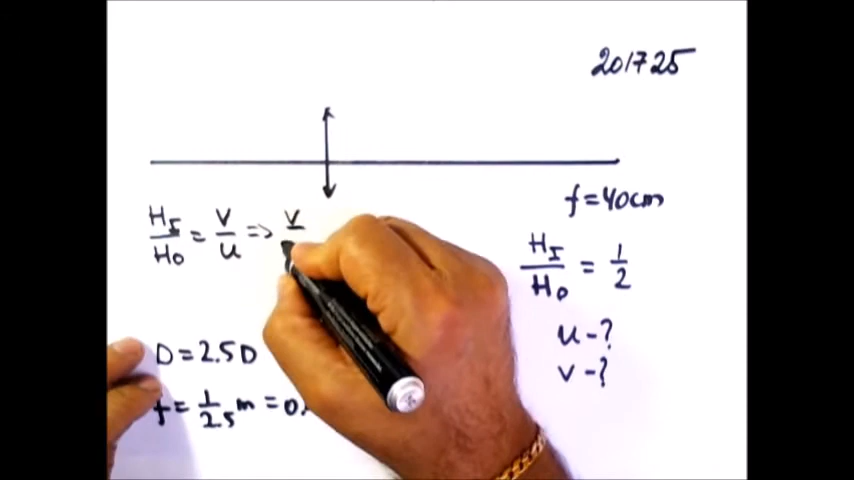 201725
f=40cm
H_I/H_O = V/u => V
H_I/H_O = 1/2
u-?
v-?
D=2.5D
f=1/2.5 m=0.